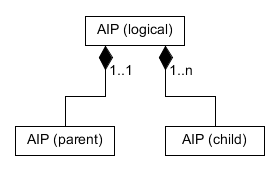 AIP (logical)
1..1
1..n
AIP (parent)
AIP (child)